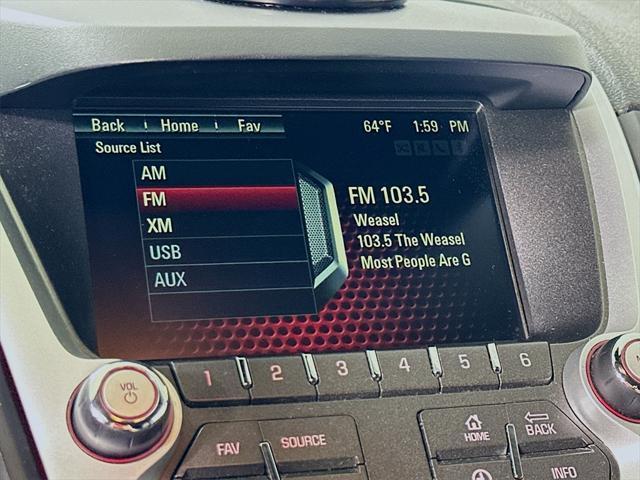 Back Home Fav 64°F 1:59 PM
Source List
AM
FM
XM
USB
AUX
FM 103.5
Weasel
103.5 The Weasel
Most People Are G
VOL
1 2 3 4 5 6
FAV SOURCE HOME BACK
INFO